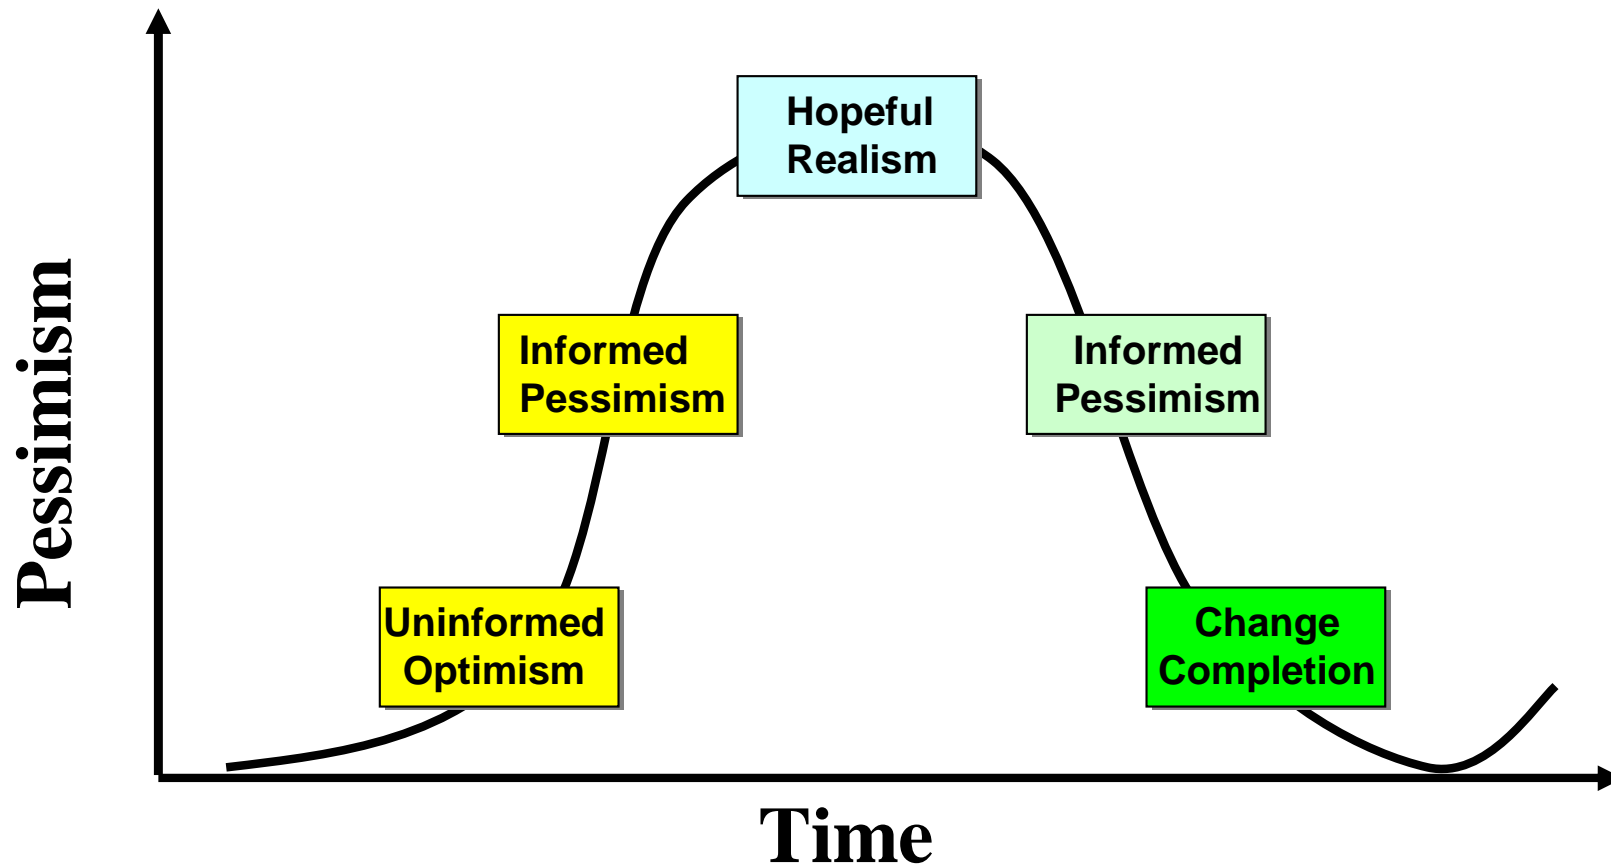 Pessimism
Hopeful
Realism
Informed
Pessimism
Informed
Pessimism
Uninformed
Optimism
Change
Completion
Time